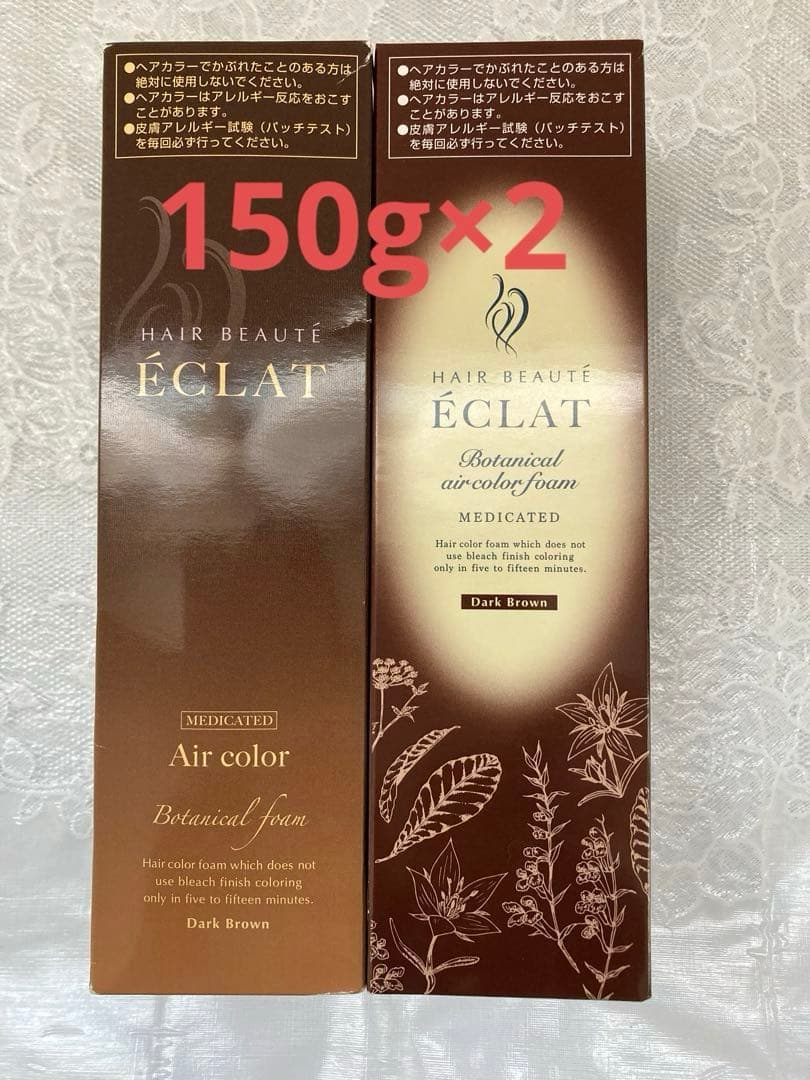 ●ヘアカラーでかぶれたことのある方は
絶対に使用しないでください。
●ヘアカラーはアレルギー反応をおこす
ことがあります。
●皮膚アレルギー試験（パッチテスト）
を毎回必ず行ってください。
●ヘアカラーでかぶれたことのある方は
絶対に使用しないでください。
●ヘアカラーはアレルギー反応をおこす
ことがあります。
●皮膚アレルギー試験（パッチテスト）
を毎回必ず行ってください。
150g×2
HAIR BEAUTÉ
ÉCLAT
MEDICATED
Air color
Botanical foam
Hair color foam which does not
use bleach finish coloring
only in five to fifteen minutes.
Dark Brown
HAIR BEAUTÉ
ÉCLAT
Botanical
air color foam
MEDICATED
Hair color foam which does not
use bleach finish coloring
only in five to fifteen minutes.
Dark Brown